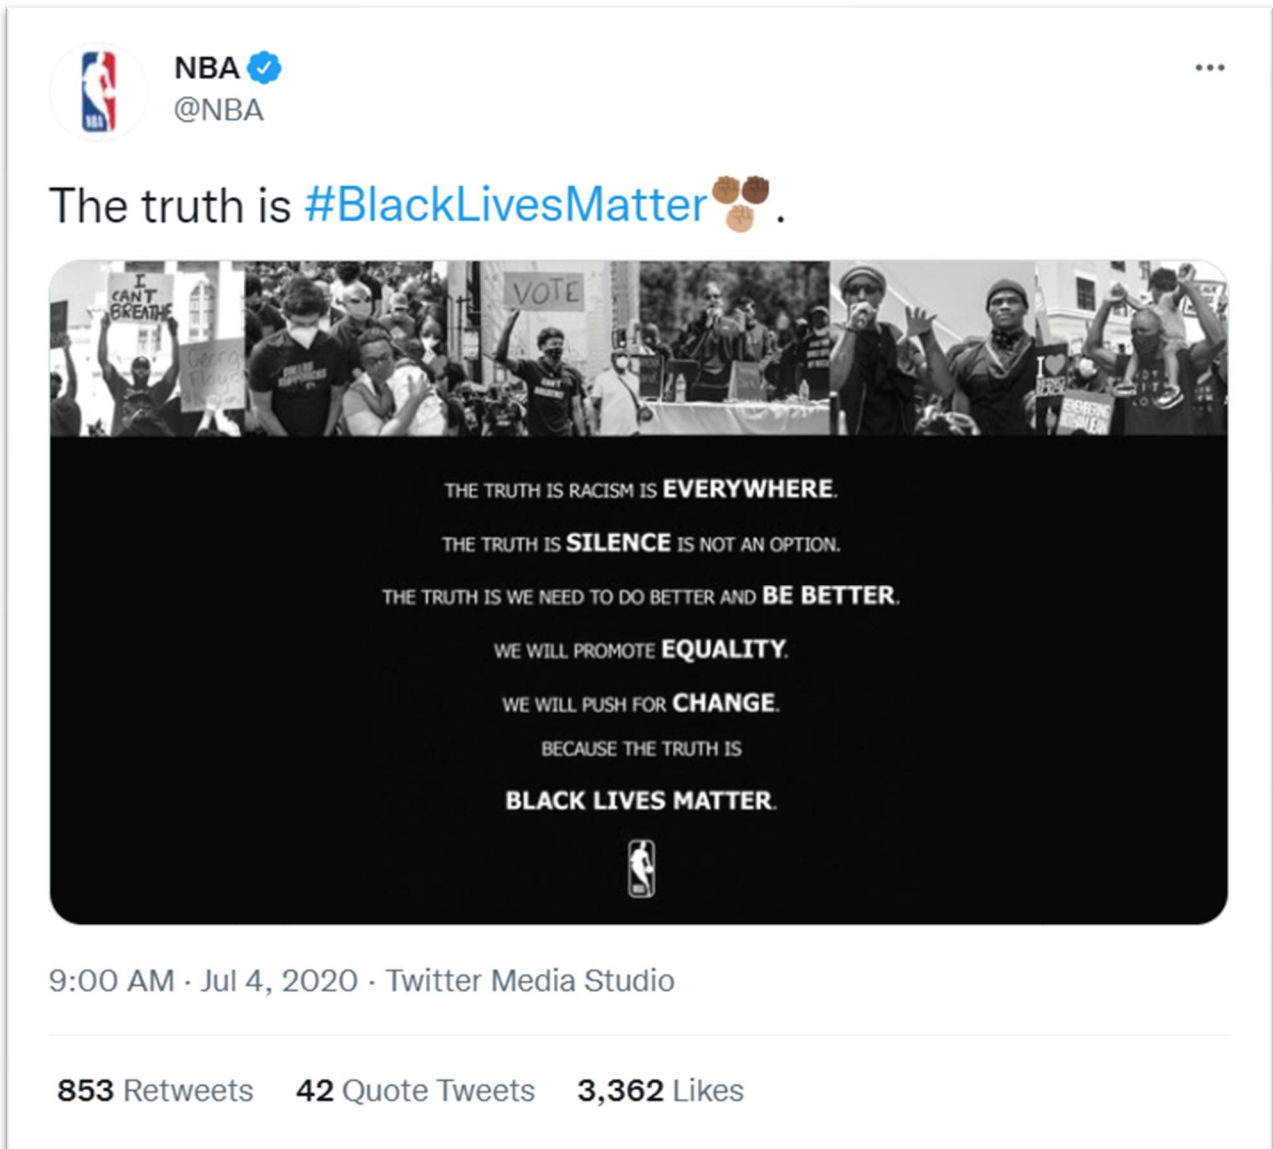 NBA
@NBA
The truth is #BlackLivesMatter✊🏾✊🏿✊🏽.
I
CAN'T
BREATHE
George
Floyd
VOTE
I ❤
THE TRUTH IS RACISM IS EVERYWHERE.
THE TRUTH IS SILENCE IS NOT AN OPTION.
THE TRUTH IS WE NEED TO DO BETTER AND BE BETTER.
WE WILL PROMOTE EQUALITY.
WE WILL PUSH FOR CHANGE.
BECAUSE THE TRUTH IS
BLACK LIVES MATTER.
9:00 AM · Jul 4, 2020 · Twitter Media Studio
853 Retweets 42 Quote Tweets 3,362 Likes